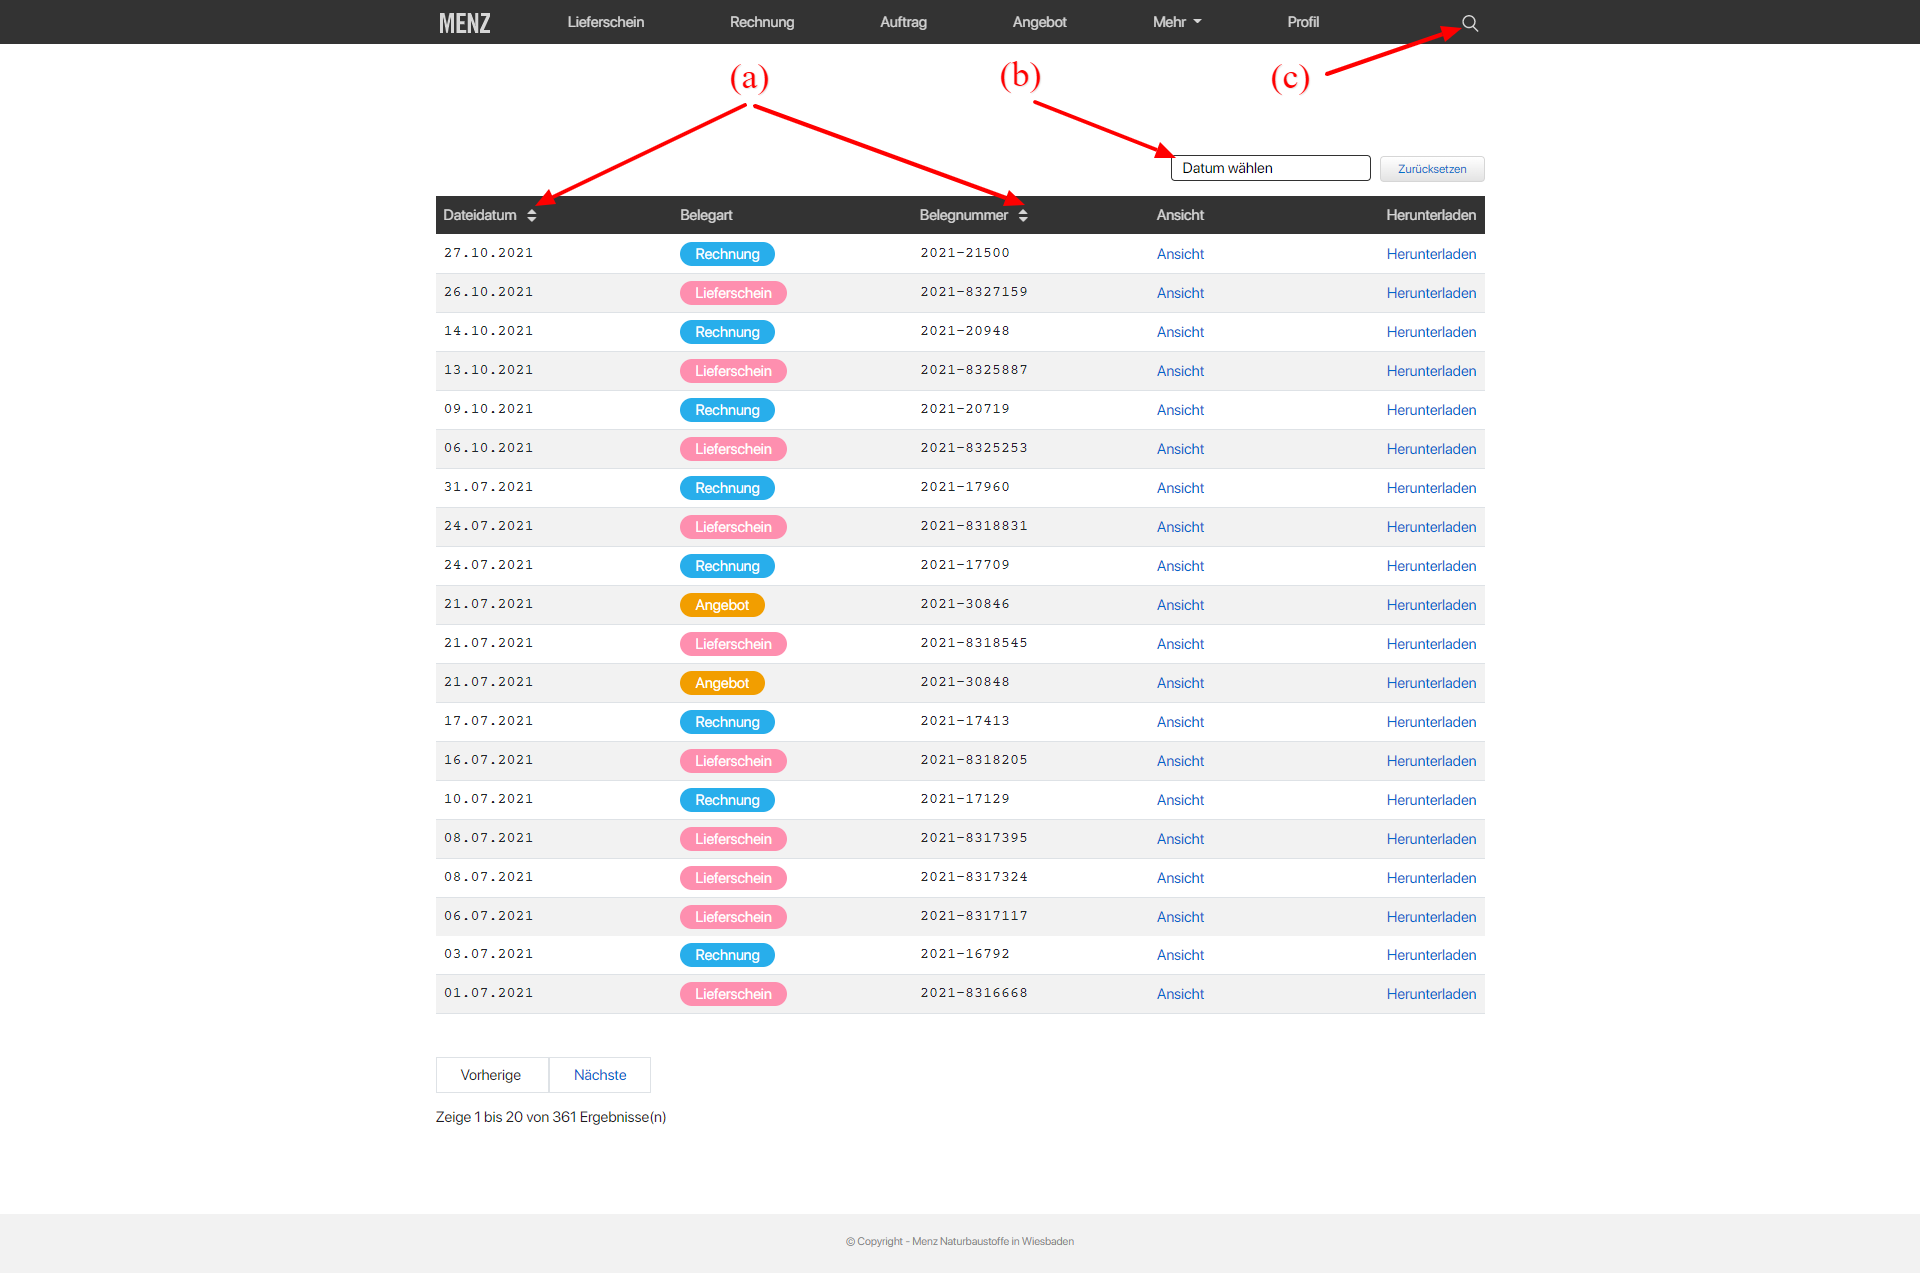 MENZ Lieferschein Rechnung Auftrag Angebot Mehr Profil
(a) (b) (c)
Datum wählen Zurücksetzen
Dateidatum Belegart Belegnummer Ansicht Herunterladen
27.10.2021 Rechnung 2021-21500 Ansicht Herunterladen
26.10.2021 Lieferschein 2021-8327159 Ansicht Herunterladen
14.10.2021 Rechnung 2021-20948 Ansicht Herunterladen
13.10.2021 Lieferschein 2021-8325887 Ansicht Herunterladen
09.10.2021 Rechnung 2021-20719 Ansicht Herunterladen
06.10.2021 Lieferschein 2021-8325253 Ansicht Herunterladen
31.07.2021 Rechnung 2021-17960 Ansicht Herunterladen
24.07.2021 Lieferschein 2021-8318831 Ansicht Herunterladen
24.07.2021 Rechnung 2021-17709 Ansicht Herunterladen
21.07.2021 Angebot 2021-30846 Ansicht Herunterladen
21.07.2021 Lieferschein 2021-8318545 Ansicht Herunterladen
21.07.2021 Angebot 2021-30848 Ansicht Herunterladen
17.07.2021 Rechnung 2021-17413 Ansicht Herunterladen
16.07.2021 Lieferschein 2021-8318205 Ansicht Herunterladen
10.07.2021 Rechnung 2021-17129 Ansicht Herunterladen
08.07.2021 Lieferschein 2021-8317395 Ansicht Herunterladen
08.07.2021 Lieferschein 2021-8317324 Ansicht Herunterladen
06.07.2021 Lieferschein 2021-8317117 Ansicht Herunterladen
03.07.2021 Rechnung 2021-16792 Ansicht Herunterladen
01.07.2021 Lieferschein 2021-8316668 Ansicht Herunterladen
Vorherige Nächste
Zeige 1 bis 20 von 361 Ergebnisse(n)
© Copyright - Menz Naturbaustoffe in Wiesbaden